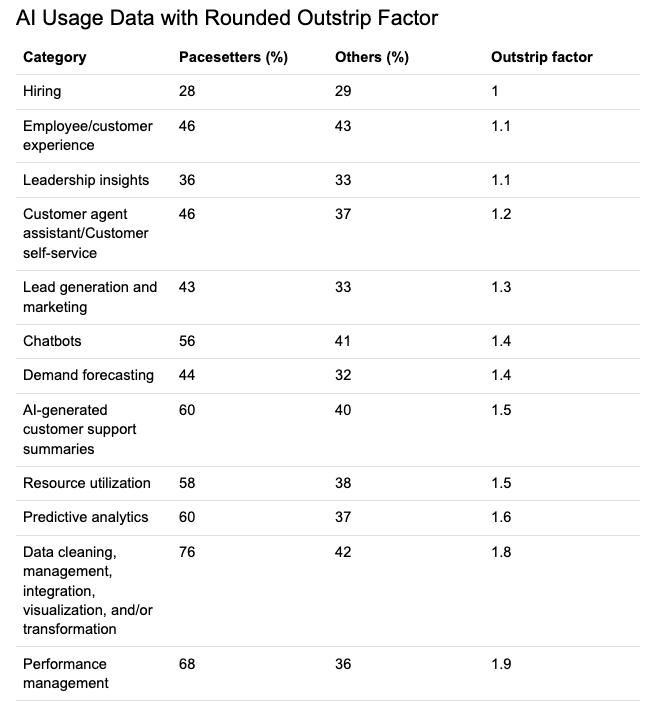 AI Usage Data with Rounded Outstrip Factor
Category Pacesetters (%) Others (%) Outstrip factor
Hiring 28 29 1
Employee/customer 46 43 1.1
experience
Leadership insights 36 33 1.1
Customer agent 46 37 1.2
assistant/Customer
self-service
Lead generation and 43 33 1.3
marketing
Chatbots 56 41 1.4
Demand forecasting 44 32 1.4
AI-generated 60 40 1.5
customer support
summaries
Resource utilization 58 38 1.5
Predictive analytics 60 37 1.6
Data cleaning, 76 42 1.8
management,
integration,
visualization, and/or
transformation
Performance 68 36 1.9
management